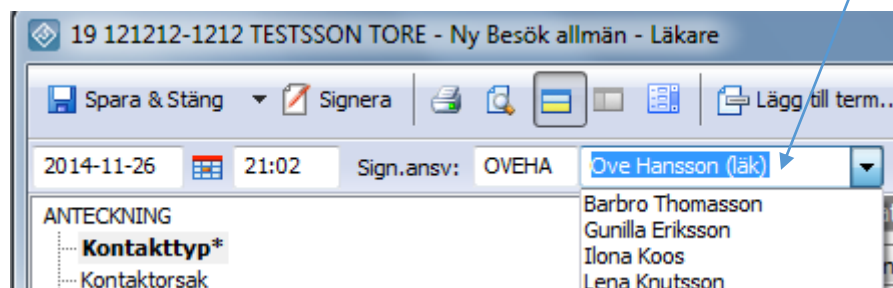 19 121212-1212 TESTSSON TORE - Ny Besök allmän - Läkare
Spara & Stäng Signera Lägg till term..
2014-11-26 21:02 Sign.ansv: OVEHA Ove Hansson (läk)
Barbro Thomasson
ANTECKNING
Gunilla Eriksson
Kontakttyp*
Ilona Koos
Kontaktorsak
Lena Knutsson